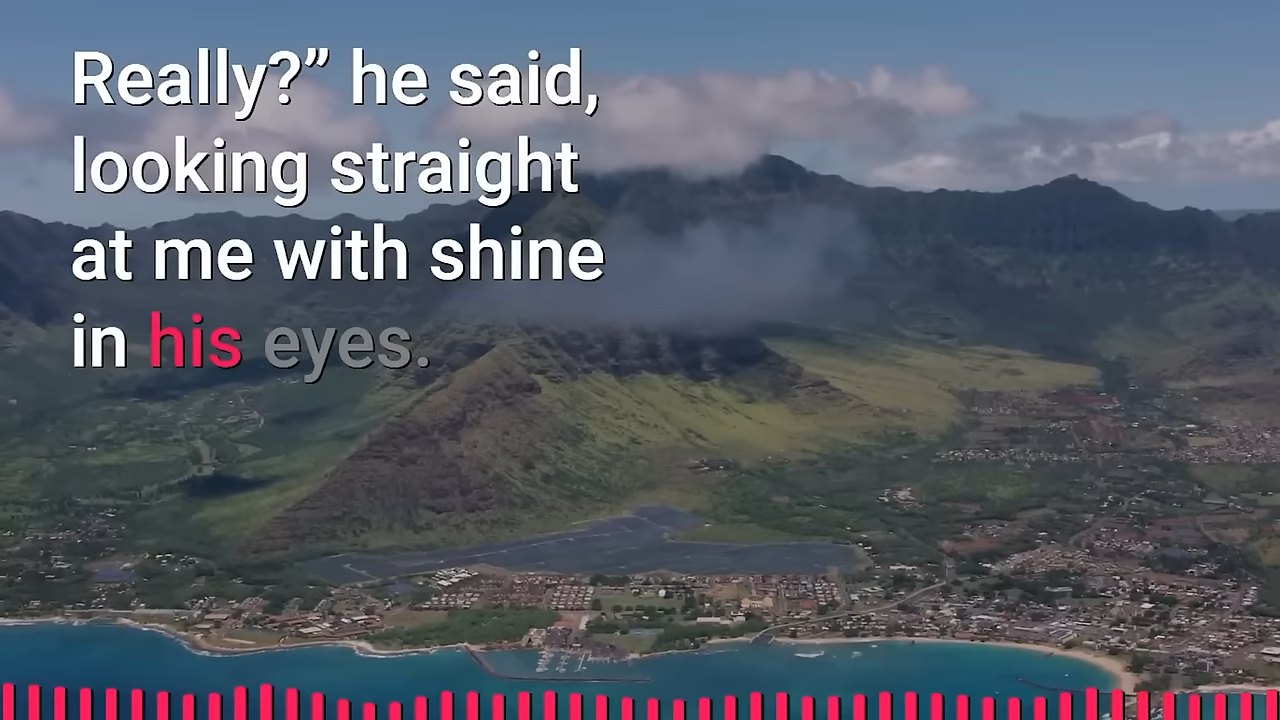 Really?” he said,
looking straight
at me with shine
in his eyes.